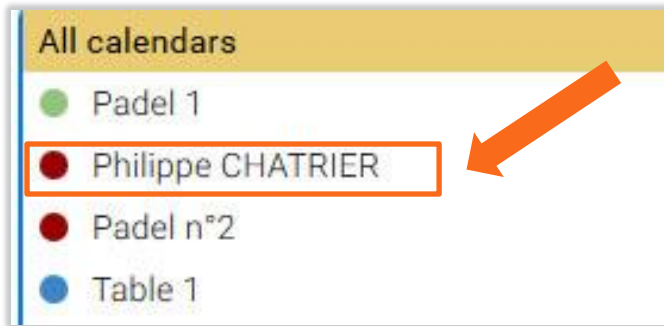 All calendars
Padel 1
Philippe CHATRIER
Padel n°2
Table 1